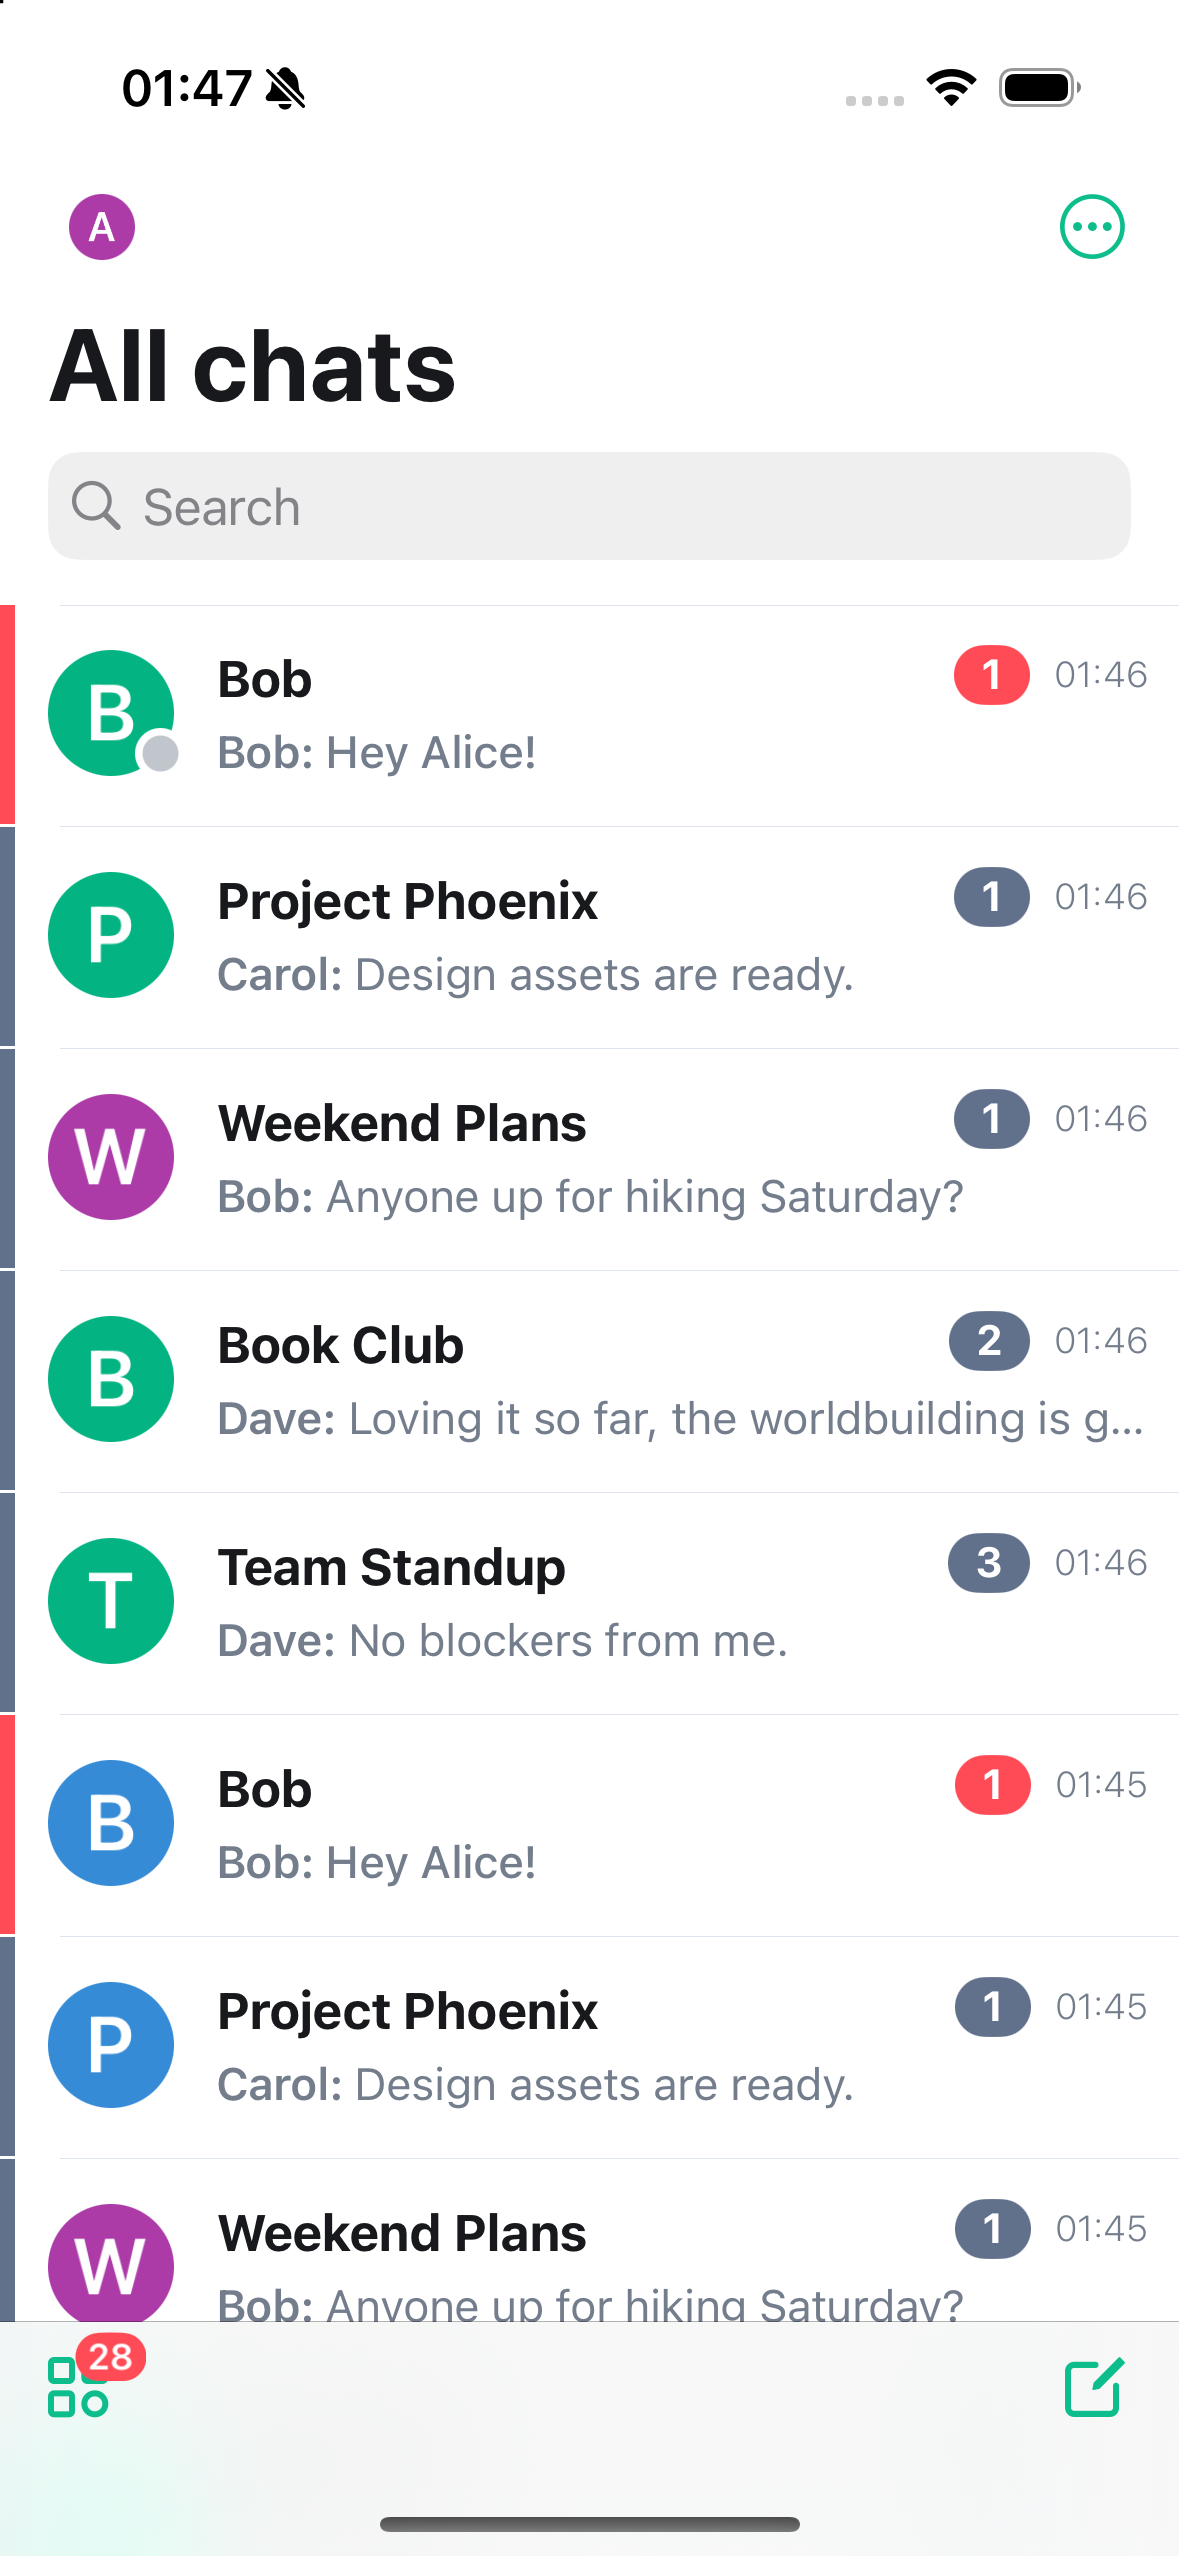 01:47
A
All chats
Search
B
Bob
1
01:46
Bob: Hey Alice!
P
Project Phoenix
1
01:46
Carol: Design assets are ready.
W
Weekend Plans
1
01:46
Bob: Anyone up for hiking Saturday?
B
Book Club
2
01:46
Dave: Loving it so far, the worldbuilding is g...
T
Team Standup
3
01:46
Dave: No blockers from me.
B
Bob
1
01:45
Bob: Hey Alice!
P
Project Phoenix
1
01:45
Carol: Design assets are ready.
W
Weekend Plans
1
01:45
Bob: Anyone up for hiking Saturday?
28